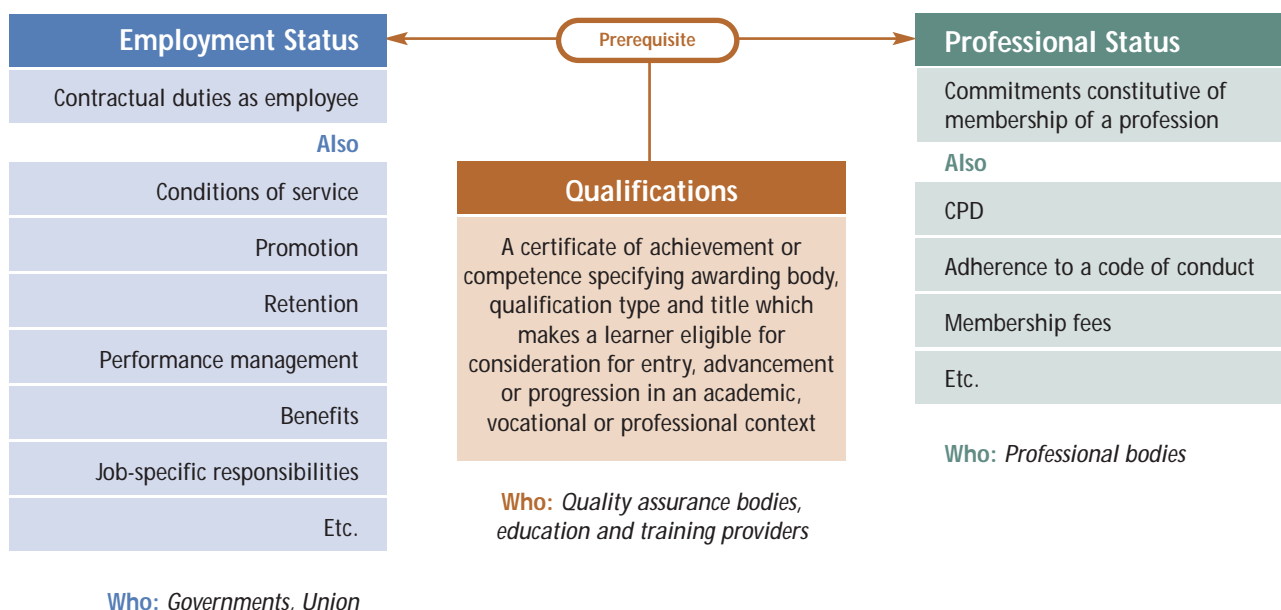 Employment Status
Contractual duties as employee
Also
Conditions of service
Promotion
Retention
Performance management
Benefits
Job-specific responsibilities
Etc.
Who: Governments, Union
Prerequisite
Qualifications
A certificate of achievement or
competence specifying awarding body,
qualification type and title which
makes a learner eligible for
consideration for entry, advancement
or progression in an academic,
vocational or professional context
Who: Quality assurance bodies,
education and training providers
Professional Status
Commitments constitutive of
membership of a profession
Also
CPD
Adherence to a code of conduct
Membership fees
Etc.
Who: Professional bodies